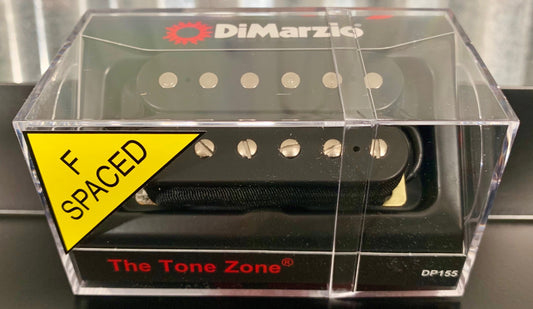 DiMarzio®
F
SPACED
The Tone Zone®
DP155